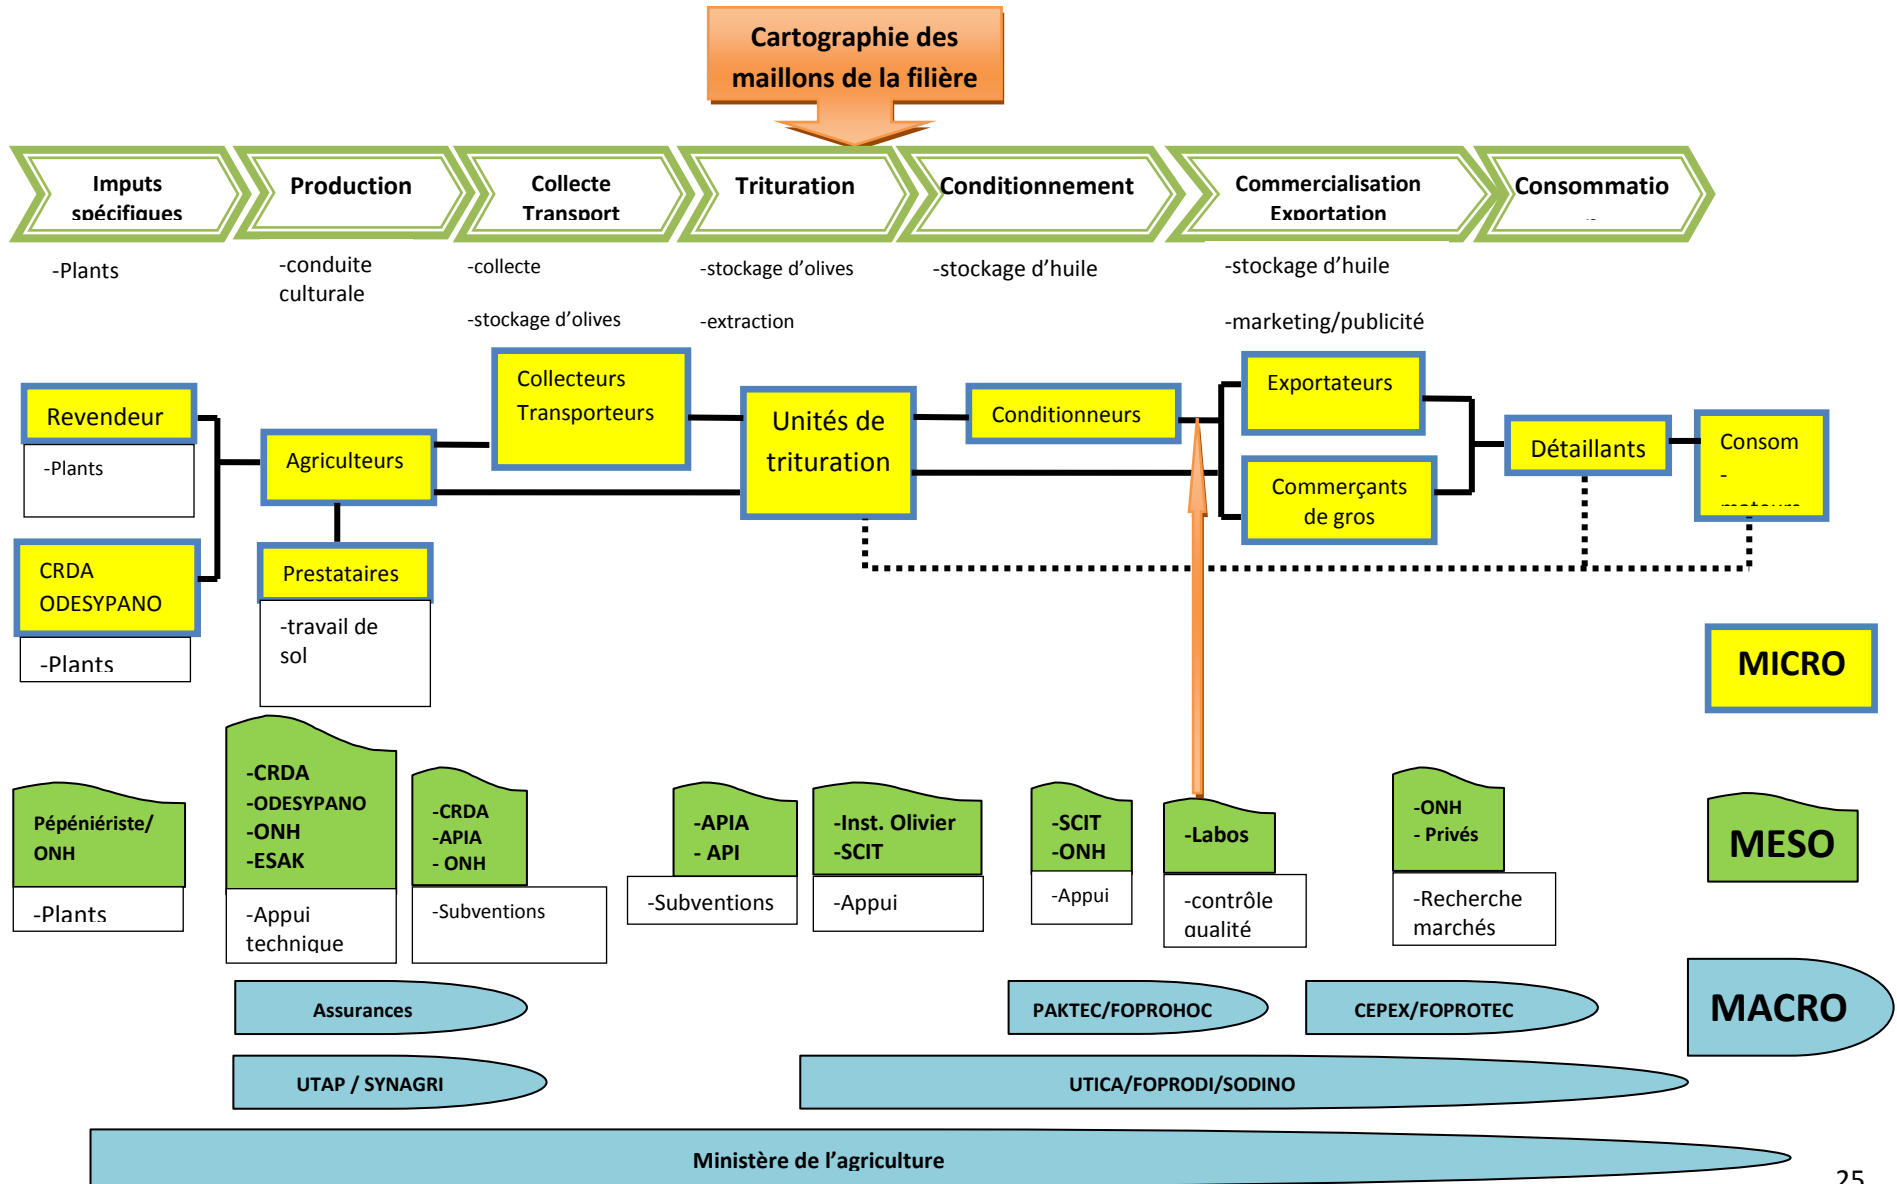 Cartographie des
maillons de la filière
Imputs
spécifiques
Production
Collecte
Transport
Trituration
Conditionnement
Commercialisation
Exportation
Consommatio
-Plants
-conduite
culturale
-collecte
-stockage d’olives
-stockage d’olives
-extraction
-stockage d’huile
-stockage d’huile
-marketing/publicité
Revendeur
-Plants
CRDA
ODESYPANO
-Plants
Agriculteurs
Prestataires
-travail de
sol
Collecteurs
Transporteurs
Unités de
trituration
Conditionneurs
Exportateurs
Commerçants
de gros
Détaillants
Consom
-
MICRO
Pépéniériste/
ONH
-Plants
-CRDA
-ODESYPANO
-ONH
-ESAK
-Appui
technique
-CRDA
-APIA
- ONH
-Subventions
-APIA
- API
-Subventions
-Inst. Olivier
-SCIT
-Appui
-SCIT
-ONH
-Appui
-Labos
-contrôle
qualité
-ONH
- Privés
-Recherche
marchés
MESO
Assurances
PAKTEC/FOPROHOC
CEPEX/FOPROTEC
MACRO
UTAP / SYNAGRI
UTICA/FOPRODI/SODINO
Ministère de l’agriculture
25